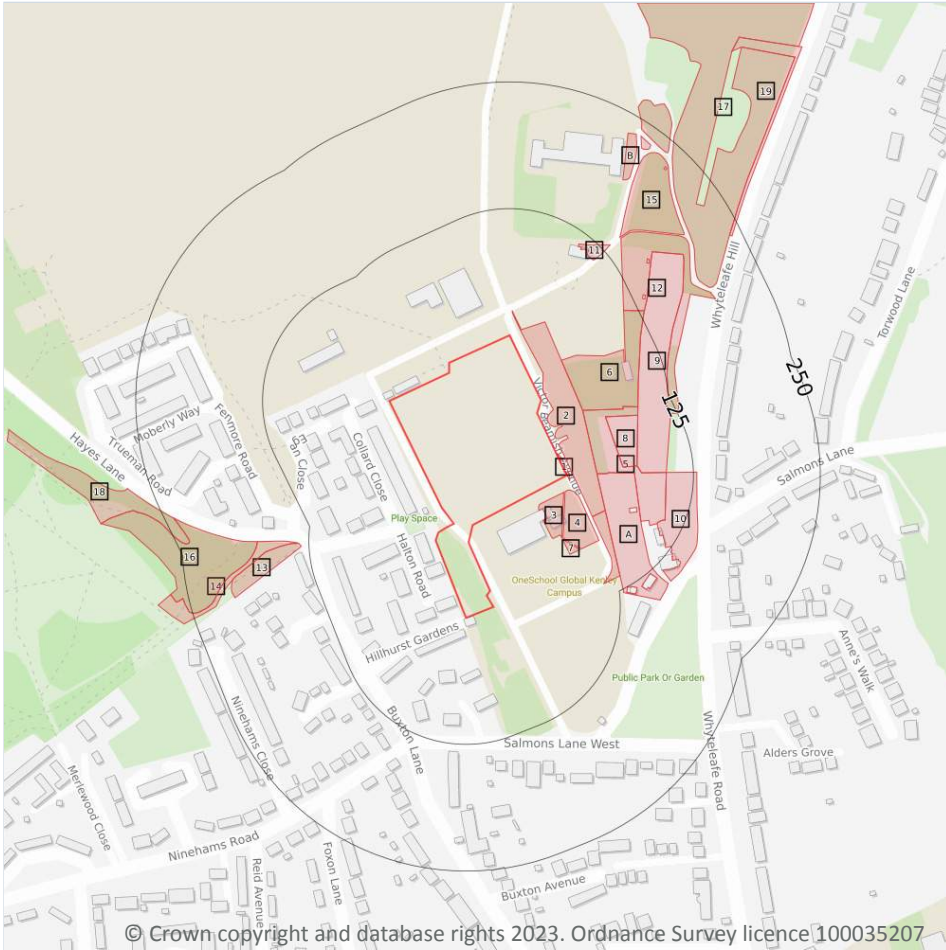 17
19
B
15
11
Whyteleafe Hill
Torwood Lane
12
9
250
125
6
Victor Beamish Avenue
2
8
5
Moberly Way
Trueman Road
Fenmore Road
Collard Close
Hayes Lane
18
Salmons Lane
Play Space
3
4
7
A
10
Halton Road
16
14
13
OneSchool Global Kenley
Campus
Hillhurst Gardens
Public Park Or Garden
Anne's Walk
Ninehams Close
Buxton Lane
Salmons Lane West
Whyteleafe Road
Alders Grove
Merlewood Close
Ninehams Road
Reid Avenue
Foxon Lane
Buxton Avenue
© Crown copyright and database rights 2023. Ordnance Survey licence 100035207